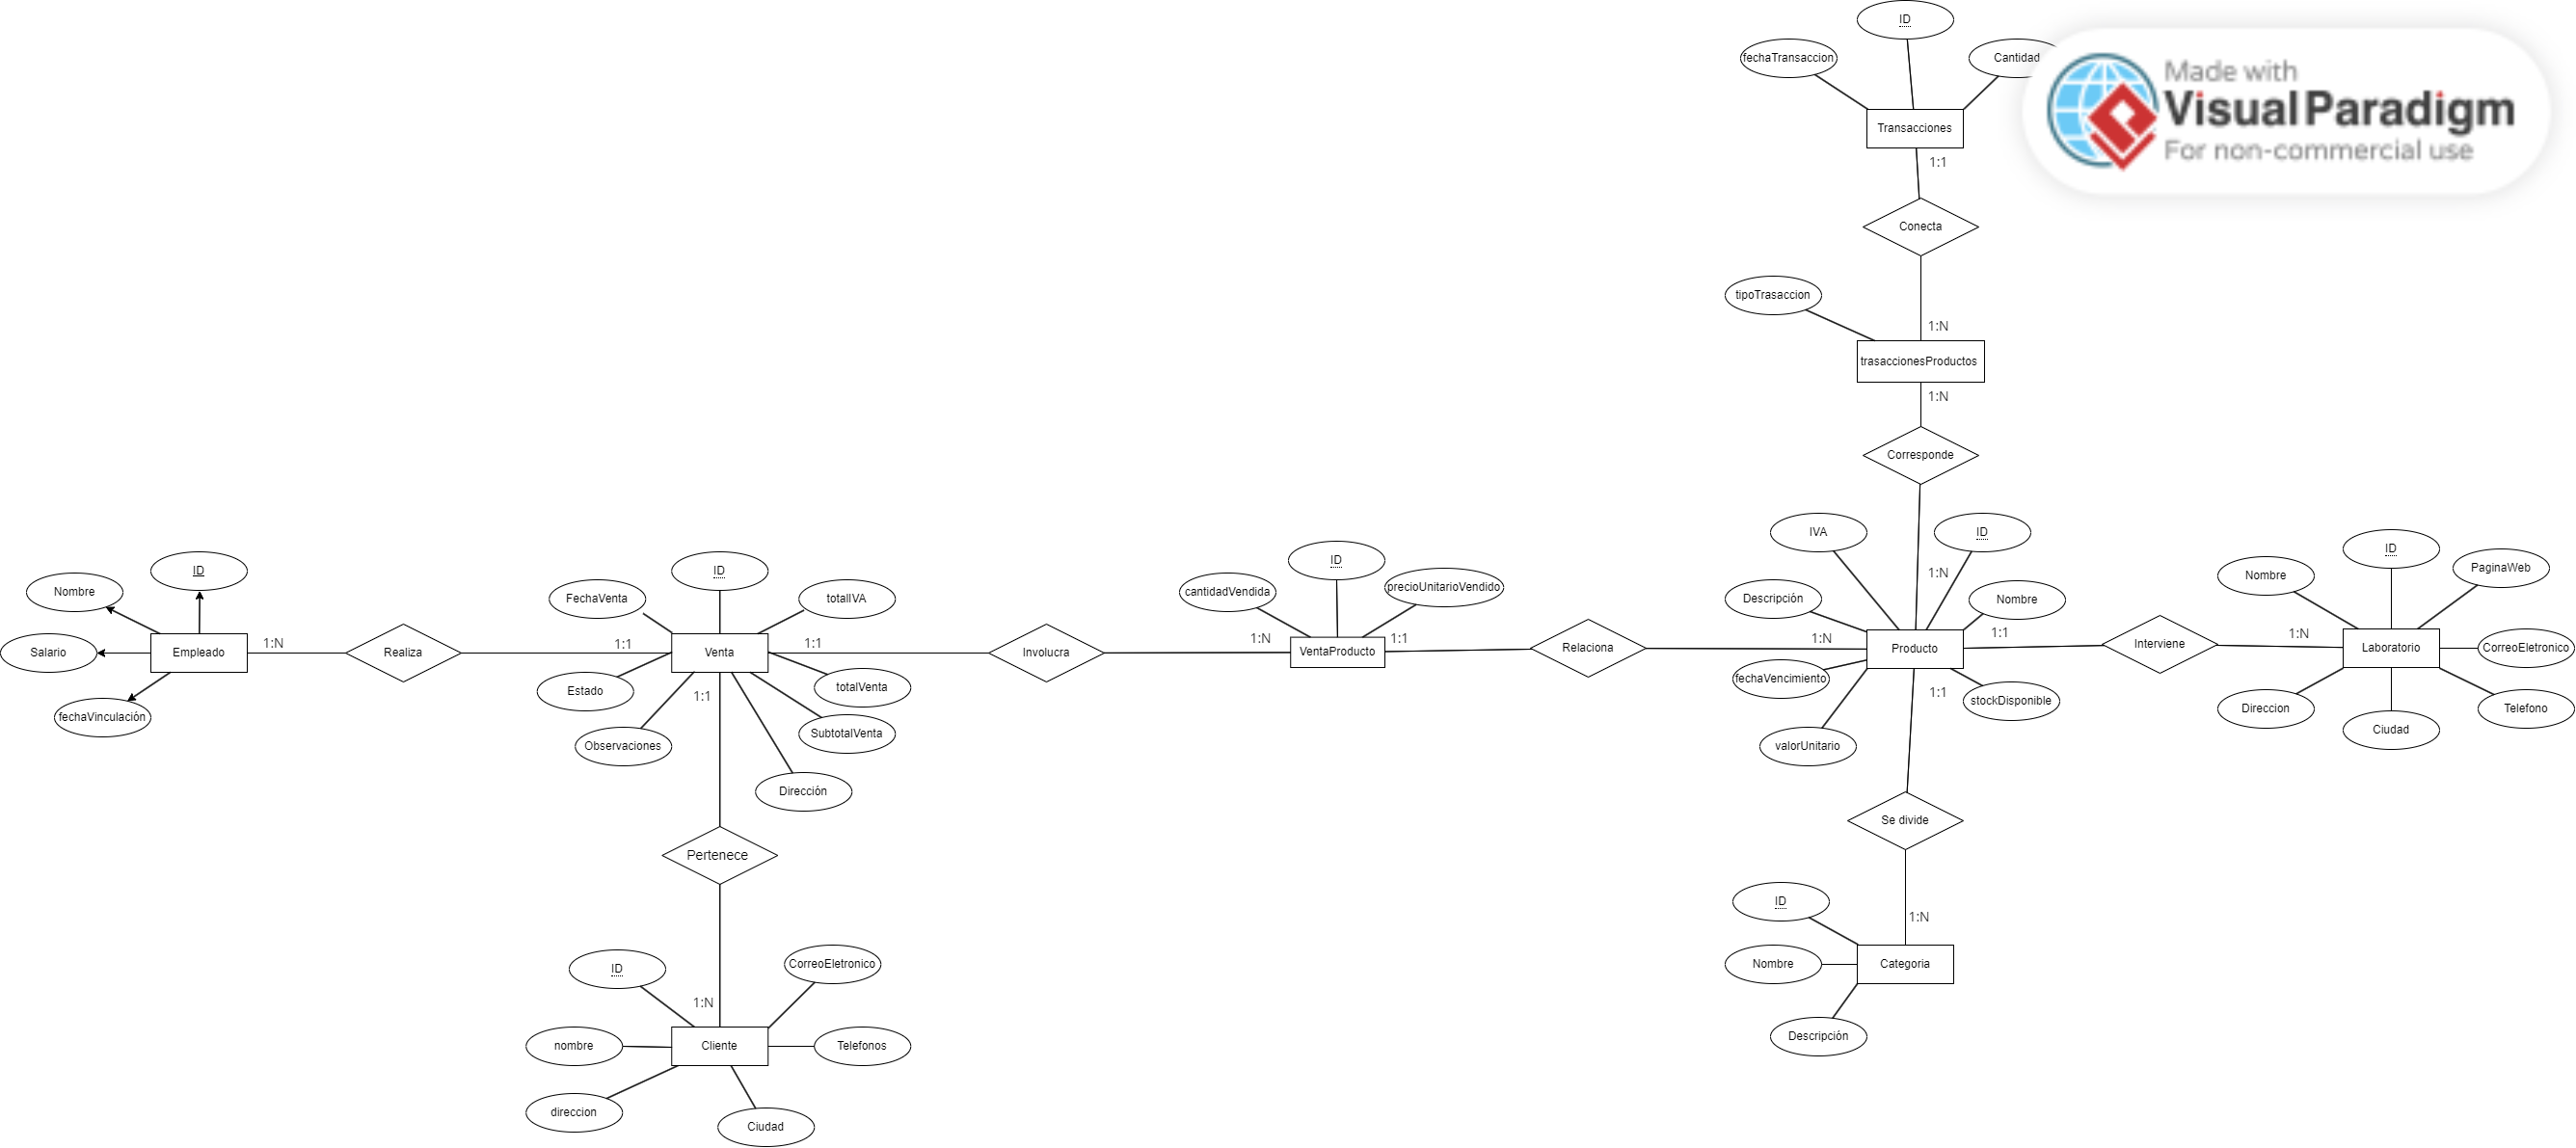 ID
fechaTransaccion
Cantidad
Made with
Visual Paradigm
For non-commercial use
Transacciones
1:1
Conecta
tipoTrasaccion
1:N
trasaccionesProductos
1:N
Corresponde
IVA
ID
1:N
Descripción
Nombre
1:N
Producto
1:1
fechaVencimiento
1:1
stockDisponible
valorUnitario
Se divide
1:N
ID
Nombre
Categoria
Descripción
ID
Nombre
Salario
Empleado
fechaVinculación
1:N
Realiza
1:1
FechaVenta
ID
totalIVA
Venta
1:1
Estado
1:1
totalVenta
Observaciones
SubtotalVenta
Dirección
Pertenece
1:N
ID
CorreoEletronico
nombre
Cliente
Telefonos
direccion
Ciudad
Involucra
1:N
cantidadVendida
ID
precioUnitarioVendido
VentaProducto
1:1
Relaciona
Interviene
1:N
Nombre
ID
PaginaWeb
Laboratorio
CorreoEletronico
Direccion
Ciudad
Telefono